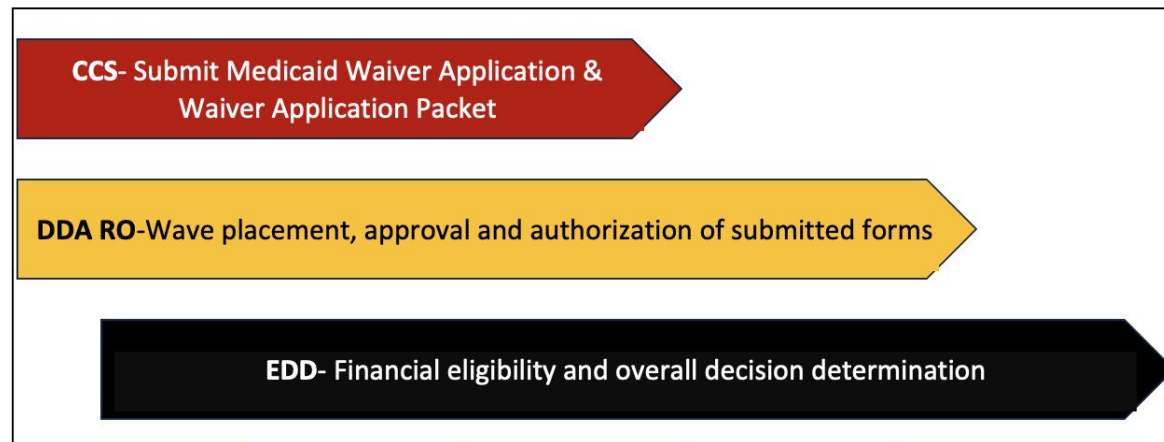 CCS- Submit Medicaid Waiver Application &
Waiver Application Packet
DDA RO-Wave placement, approval and authorization of submitted forms
EDD- Financial eligibility and overall decision determination